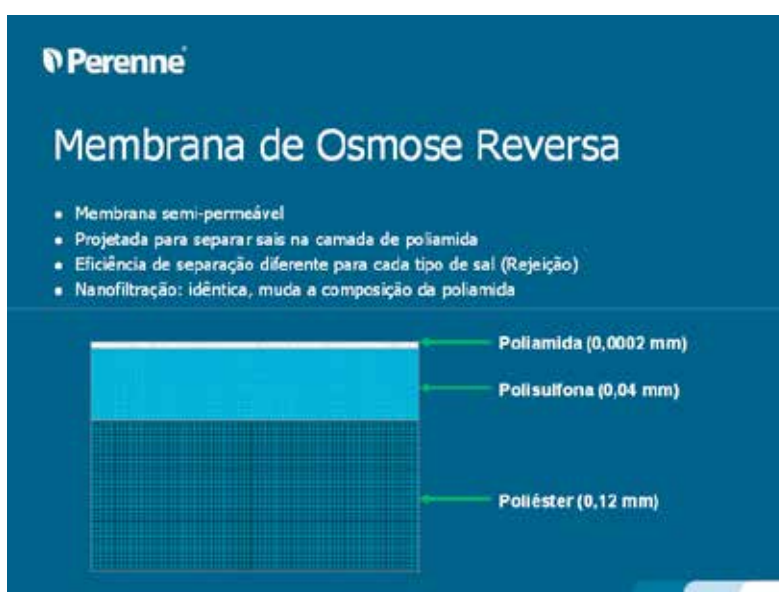 Perenne
Membrana de Osmose Reversa
• Membrana semi-permeável
• Projetada para separar sais na camada de poliamida
• Eficiência de separação diferente para cada tipo de sal (Rejeição)
• Nanofiltração: idêntica, muda a composição da poliamida
Poliamida (0,0002 mm)
Polisulfona (0,04 mm)
Poliéster (0,12 mm)